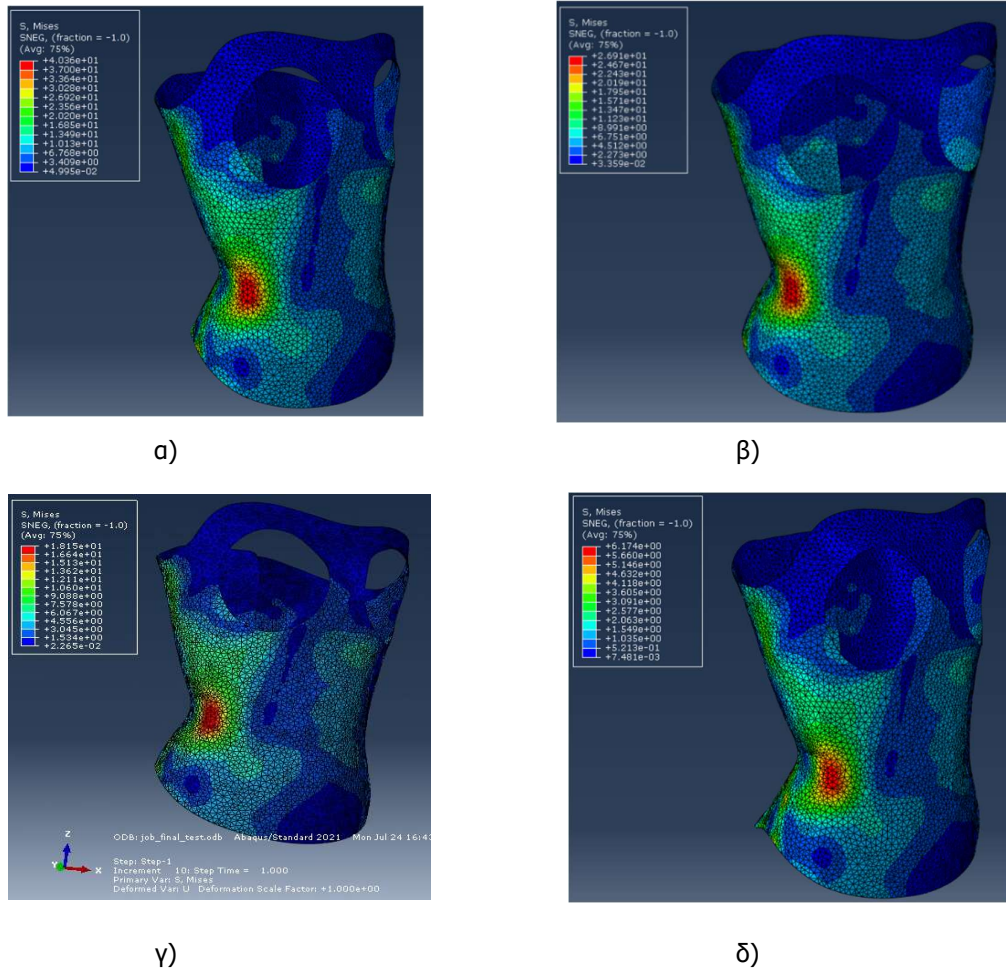 S, Mises
SNEG, (fraction = -1.0)
(Avg: 75%)
+4.036e+01
+3.700e+01
+3.364e+01
+3.028e+01
+2.692e+01
+2.356e+01
+2.020e+01
+1.685e+01
+1.349e+01
+1.013e+01
+6.768e+00
+3.409e+00
+4.995e-02
S, Mises
SNEG, (fraction = -1.0)
(Avg: 75%)
+2.691e+01
+2.467e+01
+2.243e+01
+2.019e+01
+1.795e+01
+1.571e+01
+1.347e+01
+1.123e+01
+8.991e+00
+6.751e+00
+4.512e+00
+2.273e+00
+3.359e-02
α)
β)
S, Mises
SNEG, (fraction = -1.0)
(Avg: 75%)
+1.815e+01
+1.664e+01
+1.513e+01
+1.362e+01
+1.211e+01
+1.060e+01
+9.088e+00
+7.578e+00
+6.067e+00
+4.556e+00
+3.045e+00
+1.534e+00
+2.265e-02
Z
Y
X
ODB: job_final_test.odb Abaqus/Standard 2021 Mon Jul 24 16:4
Step: Step-1
Increment 10: Step Time = 1.000
Primary Var: S, Mises
Deformed Var: U Deformation Scale Factor: +1.000e+00
S, Mises
SNEG, (fraction = -1.0)
(Avg: 75%)
+6.174e+00
+5.660e+00
+5.146e+00
+4.632e+00
+4.118e+00
+3.605e+00
+3.091e+00
+2.577e+00
+2.063e+00
+1.549e+00
+1.035e+00
+5.213e-01
+7.481e-03
γ)
δ)